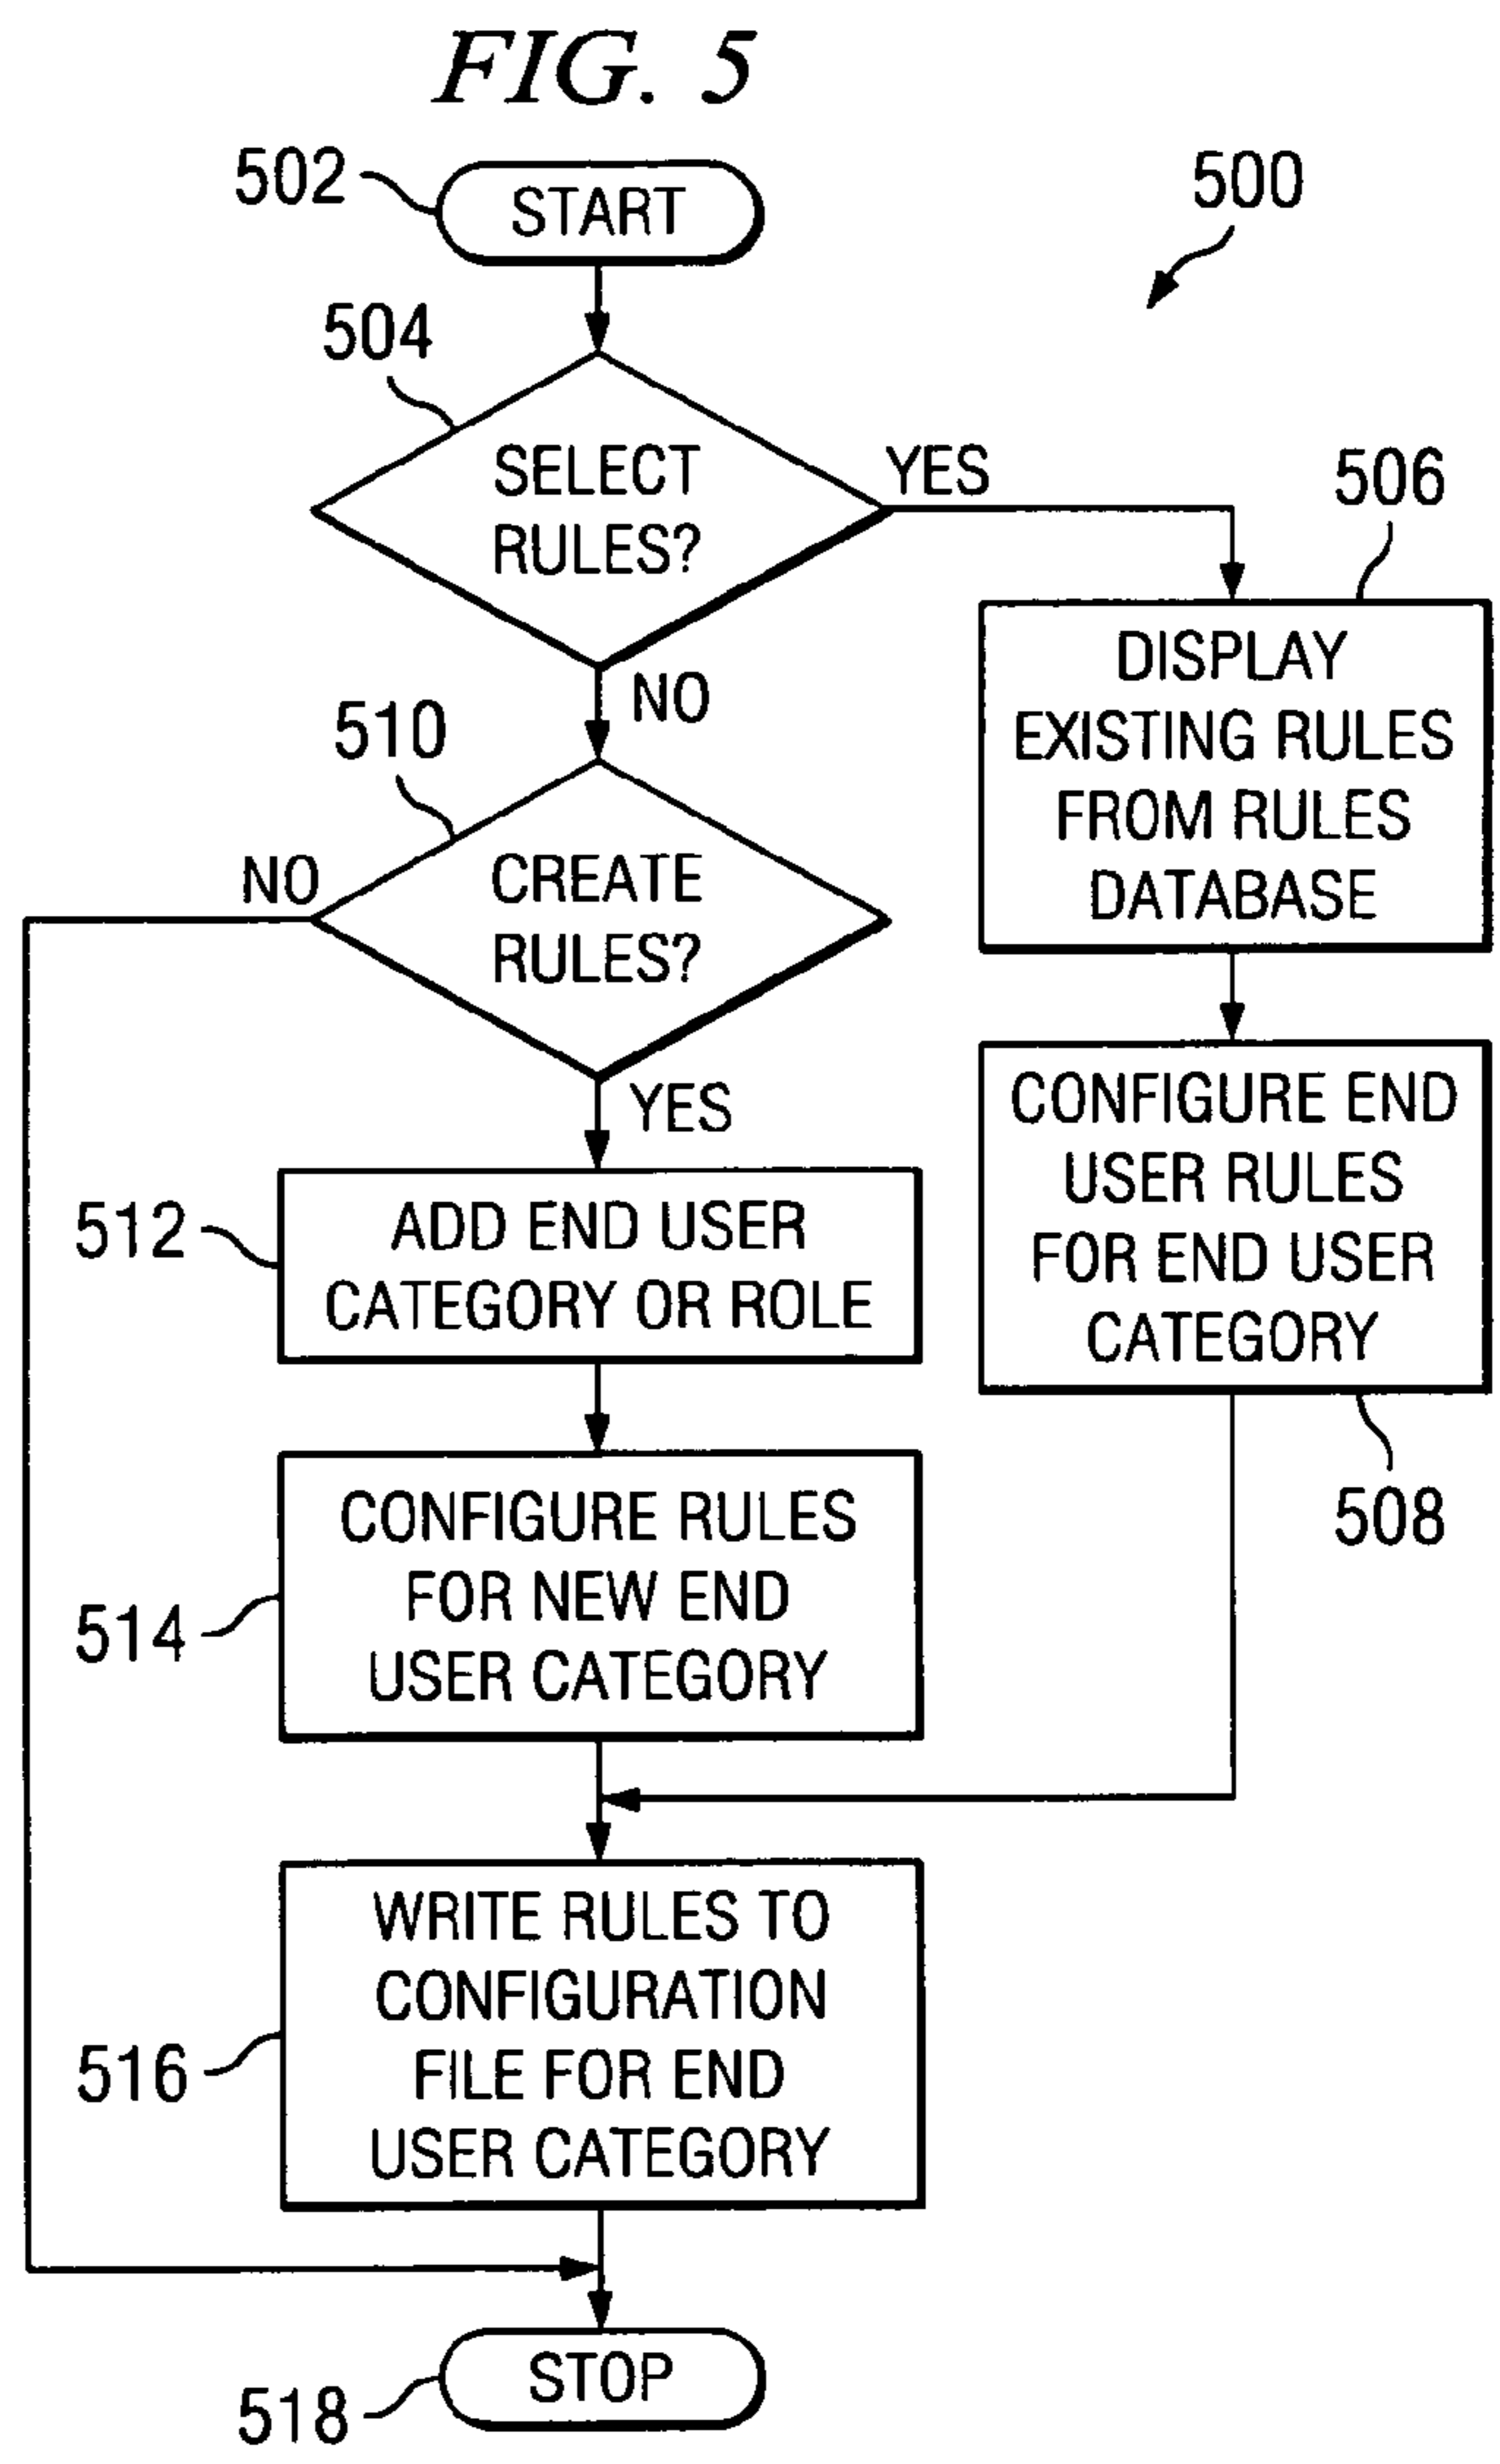 FIG. 5
502
START
500
504
SELECT
RULES?
YES
506
NO
DISPLAY
EXISTING RULES
FROM RULES
DATABASE
510
CREATE
RULES?
NO
YES
CONFIGURE END
USER RULES
FOR END USER
CATEGORY
508
512
ADD END USER
CATEGORY OR ROLE
514
CONFIGURE RULES
FOR NEW END
USER CATEGORY
516
WRITE RULES TO
CONFIGURATION
FILE FOR END
USER CATEGORY
518
STOP